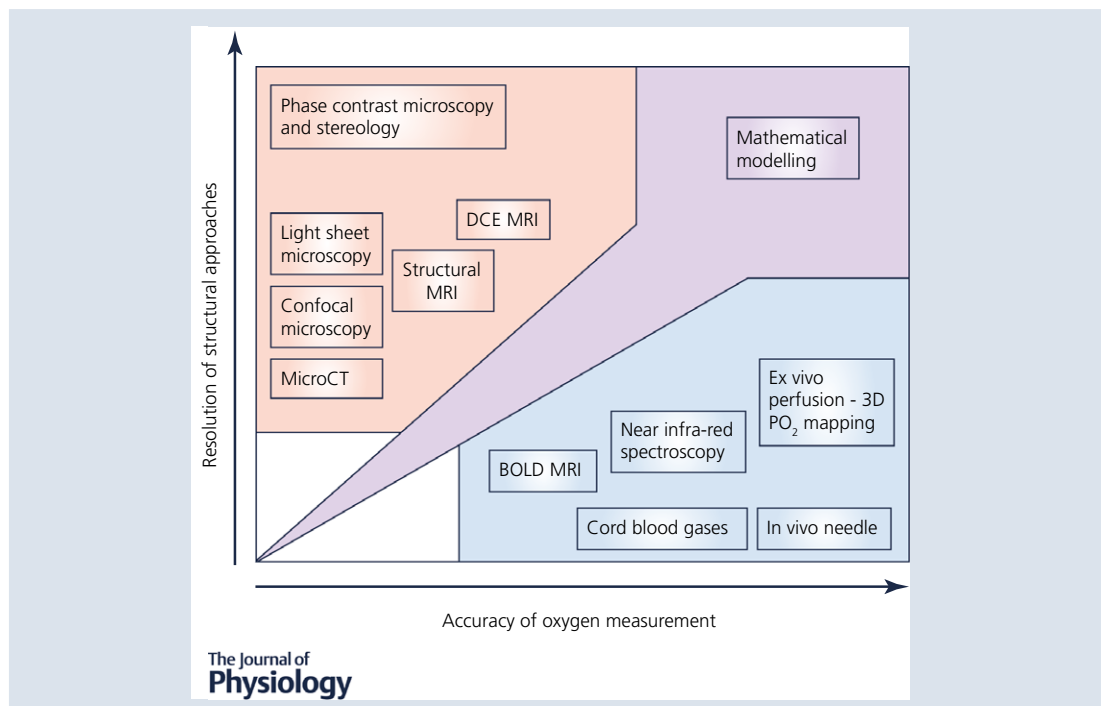 Resolution of structural approaches
Phase contrast microscopy
and stereology
Mathematical
modelling
DCE MRI
Light sheet
microscopy
Structural
MRI
Confocal
microscopy
MicroCT
Ex vivo
perfusion - 3D
PO2 mapping
Near infra-red
spectroscopy
BOLD MRI
Cord blood gases
In vivo needle
Accuracy of oxygen measurement
The Journal of
Physiology